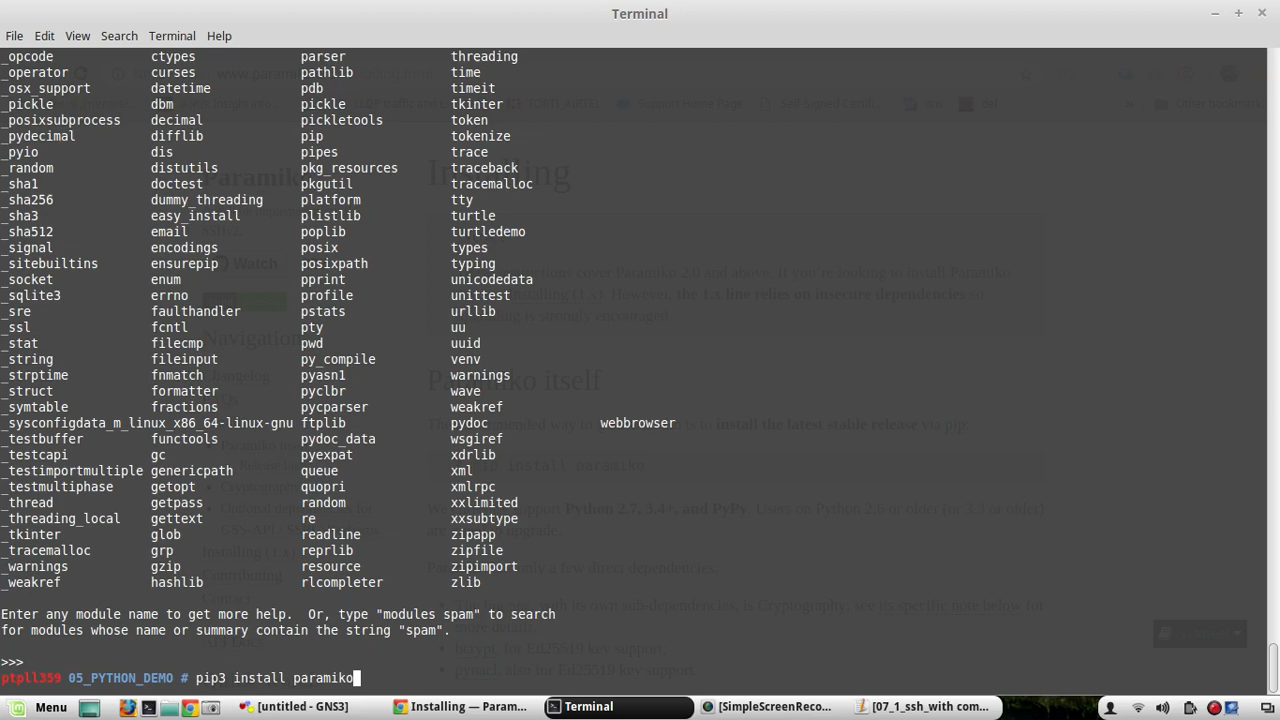 Terminal
File Edit View Search Terminal Help
_opcode ctypes parser threading
_operator curses pathlib time
_osx_support datetime pdb timeit
_pickle dbm pickle tkinter
_posixsubprocess decimal pickletools token
_pydecimal difflib pip tokenize
_pyio dis pipes trace
_random distutils pkg_resources traceback
_sha1 doctest pkgutil tracemalloc
_sha256 dummy_threading platform tty
_sha3 easy_install plistlib turtle
_sha512 email poplib turtledemo
_signal encodings posix types
_sitebuiltins ensurepip posixpath typing
_socket enum pprint unicodedata
_sqlite3 errno profile unittest
_sre faulthandler pstats urllib
_ssl fcntl pty uu
_stat filecmp pwd uuid
_string fileinput py_compile venv
_strptime fnmatch pyasn1 warnings
_struct formatter pyclbr wave
_symtable fractions pycparser weakref
_sysconfigdata_m_linux_x86_64-linux-gnu ftplib pydoc webbrowser
_testbuffer functools pydoc_data wsgiref
_testcapi gc pyexpat xdrlib
_testimportmultiple genericpath queue xml
_testmultiphase getopt quopri xmlrpc
_thread getpass random xxlimited
_threading_local gettext re xxsubtype
_tkinter glob readline zipapp
_tracemalloc grp reprlib zipfile
_warnings gzip resource zipimport
_weakref hashlib rlcompleter zlib
Enter any module name to get more help. Or, type "modules spam" to search
for modules whose name or summary contain the string "spam".
>>>
ptpll359 05_PYTHON_DEMO # pip3 install paramiko
Menu [untitled - GNS3] Installing — Param... Terminal [SimpleScreenReco... [07_1_ssh_with com...